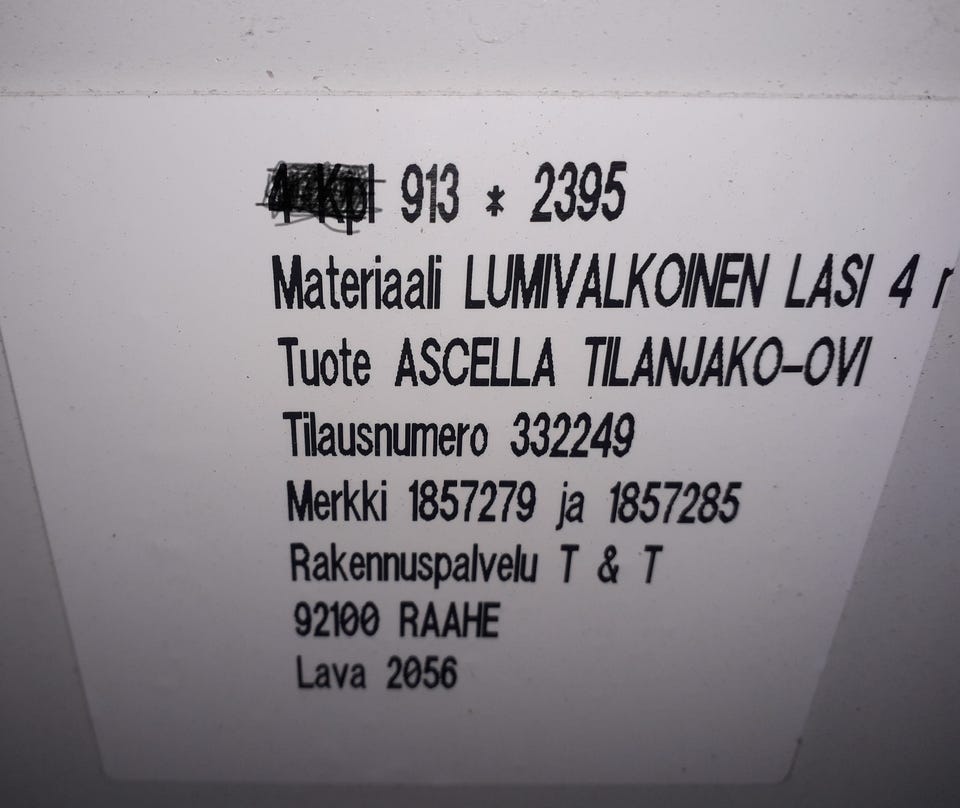 4 Kpl 913 * 2395
Materiaali LUMIVALKOINEN LASI 4
Tuote ASCELLA TILANJAKO-OVI
Tilausnumero 332249
Merkki 1857279 ja 1857285
Rakennuspalvelu T & T
92100 RAAHE
Lava 2056